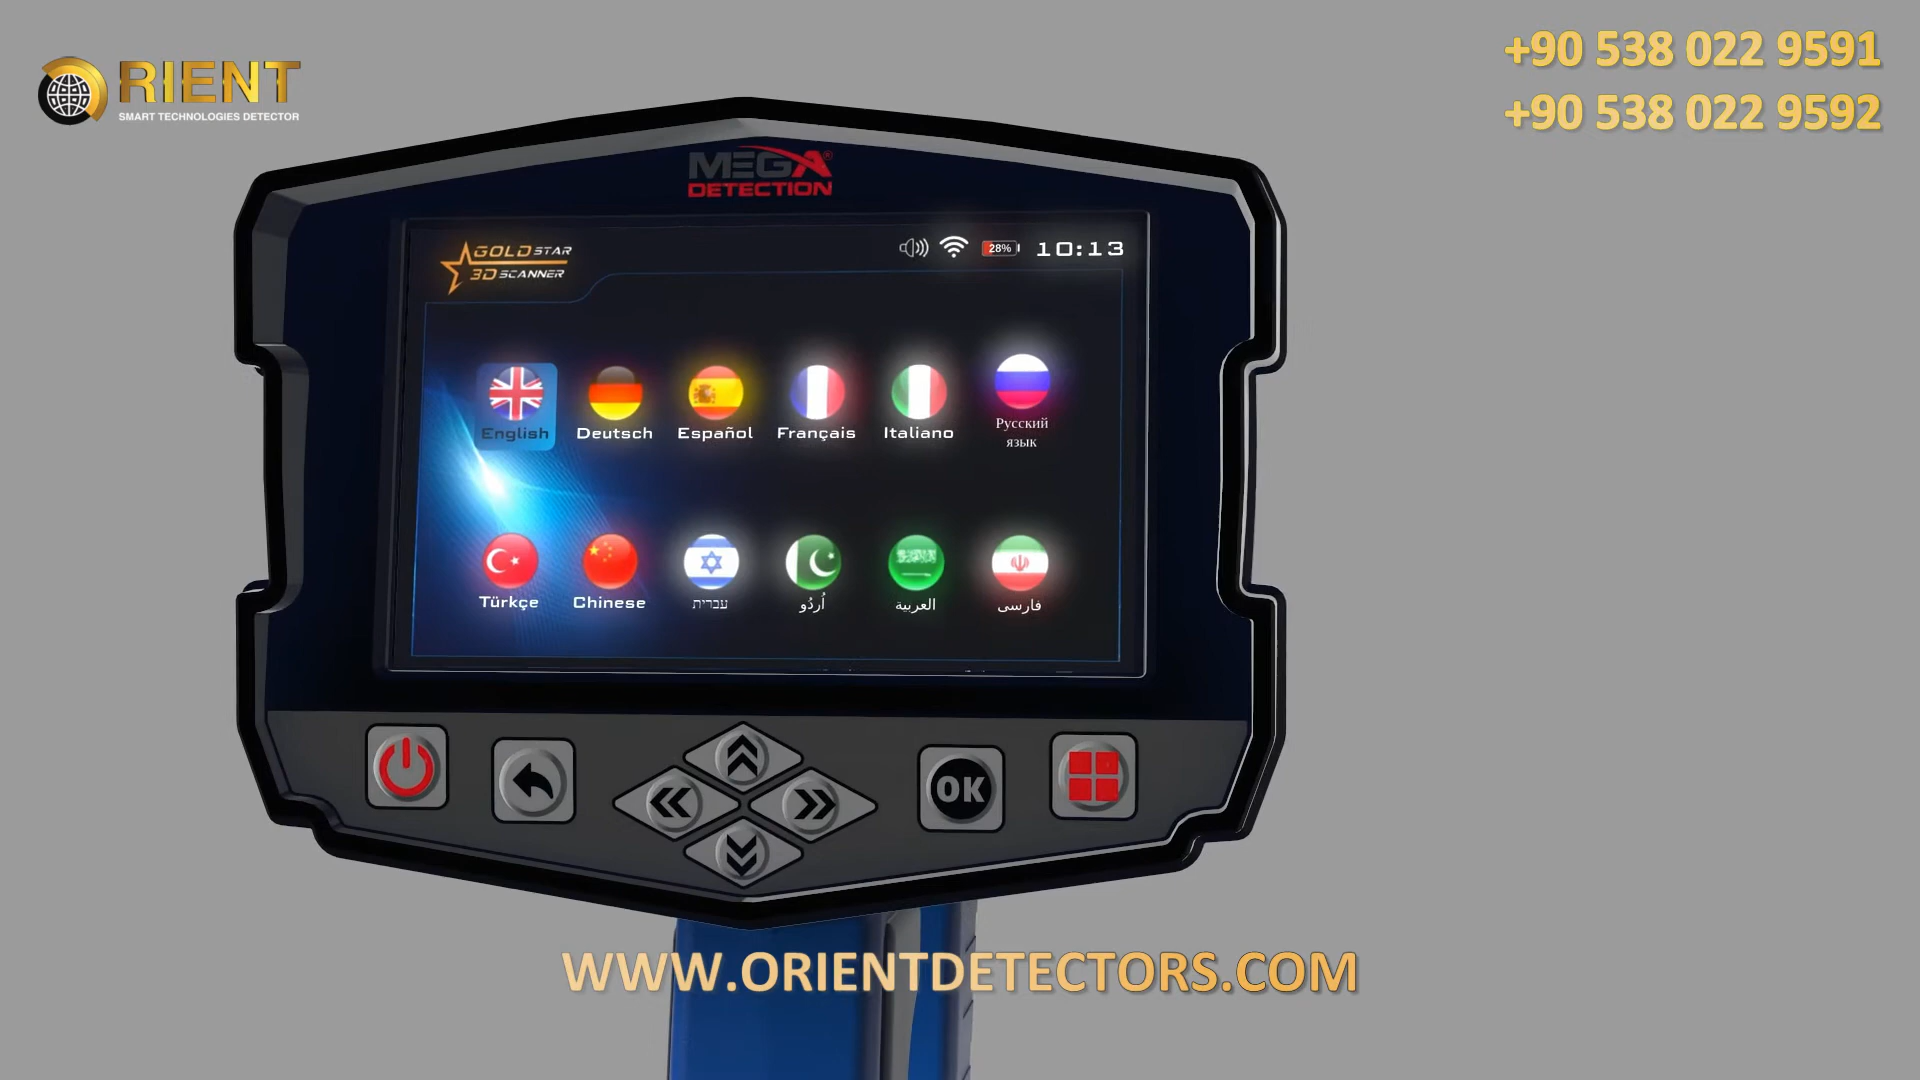 +90 538 022 9591
ORIENT
+90 538 022 9592
SMART TECHNOLOGIES DETECTOR
MEGA®
DETECTION
GOLD STAR
3D SCANNER
28% 10:13
English Deutsch Español Français Italiano Русский язык
Türkçe Chinese עברית اُردُو العربية فارسی
OK
WWW.ORIENTDETECTORS.COM